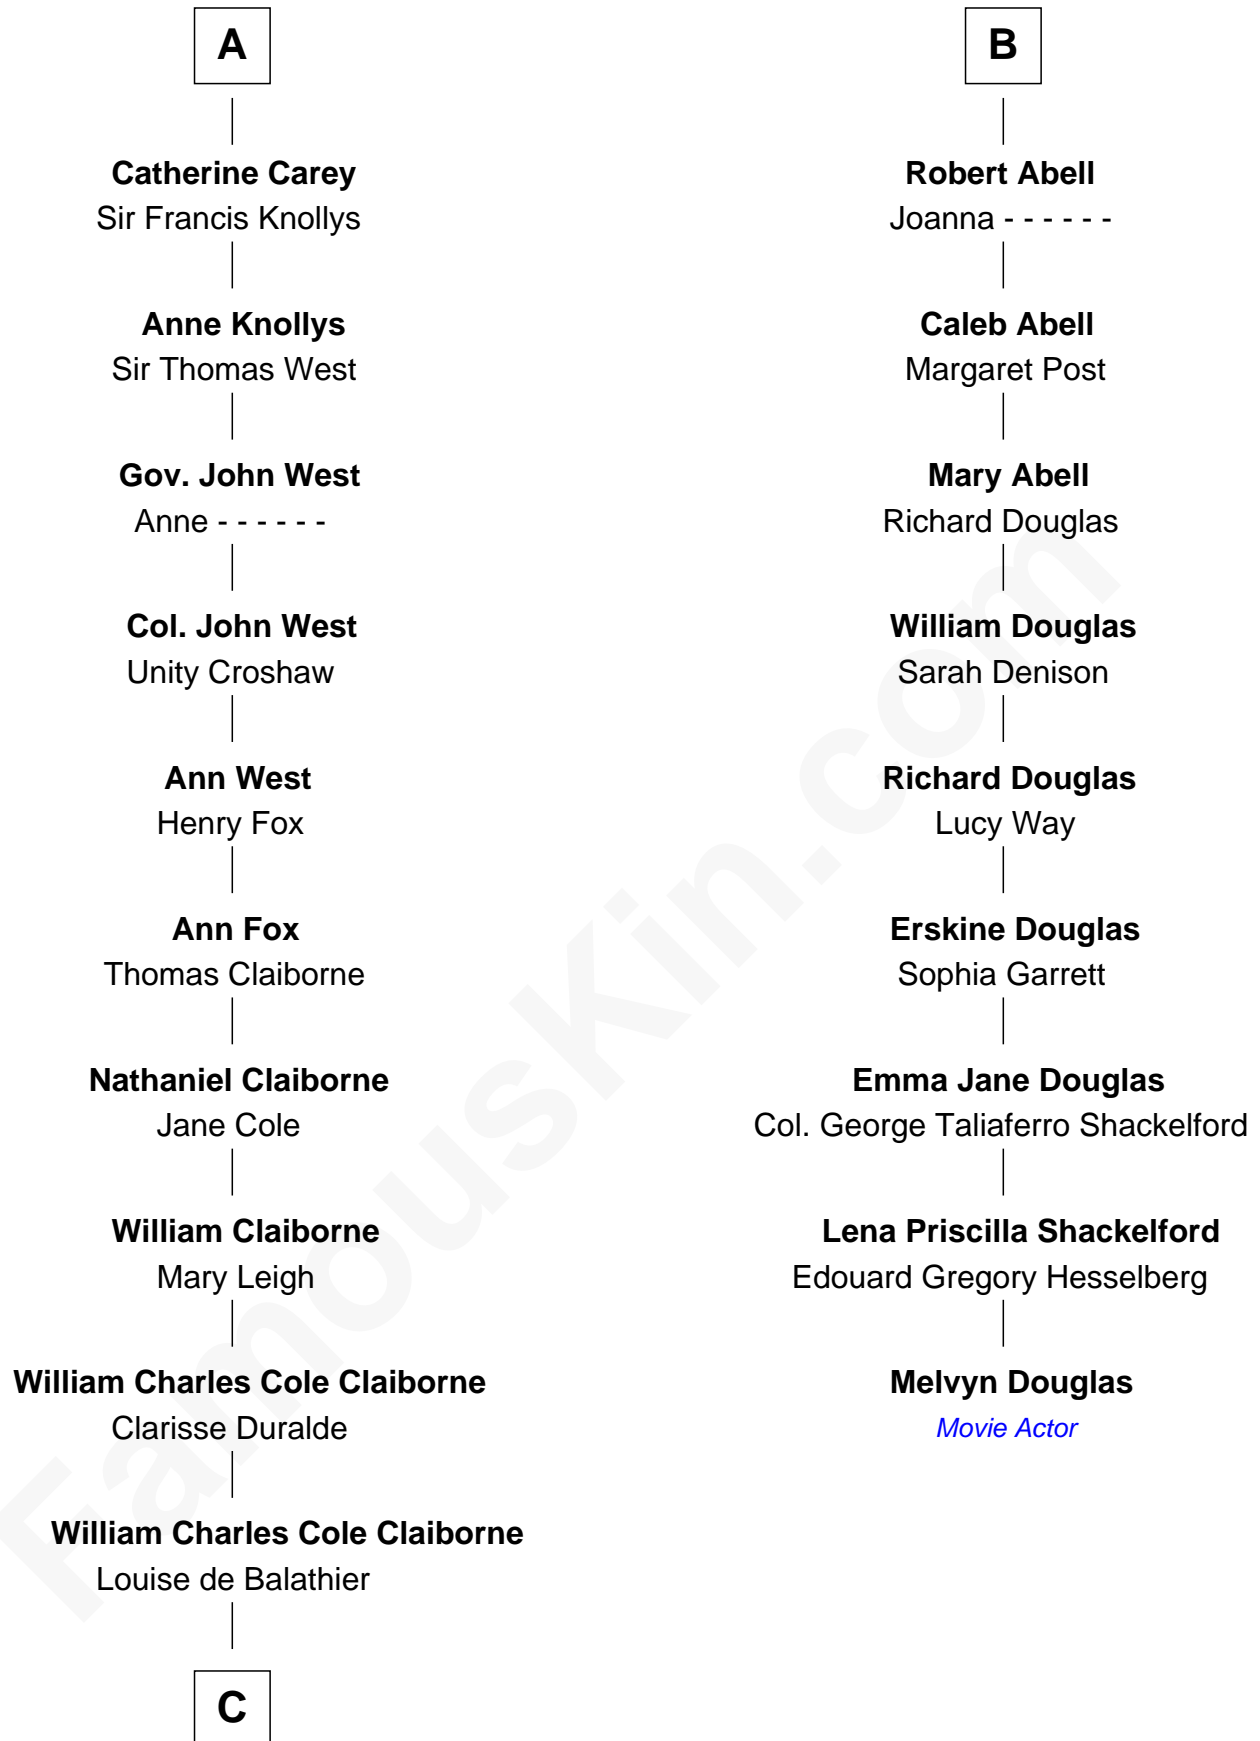 A
Catherine Carey
Sir Francis Knollys
Anne Knollys
Sir Thomas West
Gov. John West
Anne - - - - - -
Col. John West
Unity Croshaw
Ann West
Henry Fox
Ann Fox
Thomas Claiborne
Nathaniel Claiborne
Jane Cole
William Claiborne
Mary Leigh
William Charles Cole Claiborne
Clarisse Duralde
William Charles Cole Claiborne
Louise de Balathier
C
B
Robert Abell
Joanna - - - - - -
Caleb Abell
Margaret Post
Mary Abell
Richard Douglas
William Douglas
Sarah Denison
Richard Douglas
Lucy Way
Erskine Douglas
Sophia Garrett
Emma Jane Douglas
Col. George Taliaferro Shackelford
Lena Priscilla Shackelford
Edouard Gregory Hesselberg
Melvyn Douglas
Movie Actor
FamousKin.com